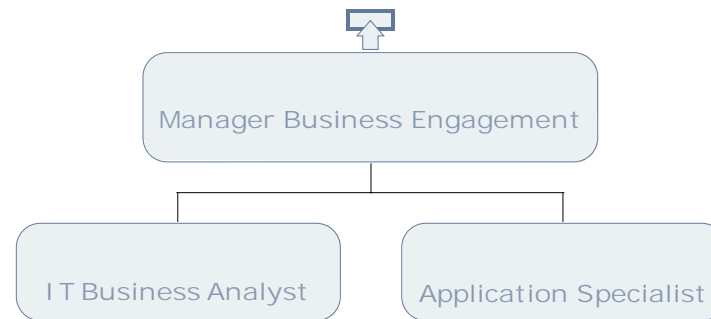 Manager Business Engagement
IT Business Analyst
Application Specialist